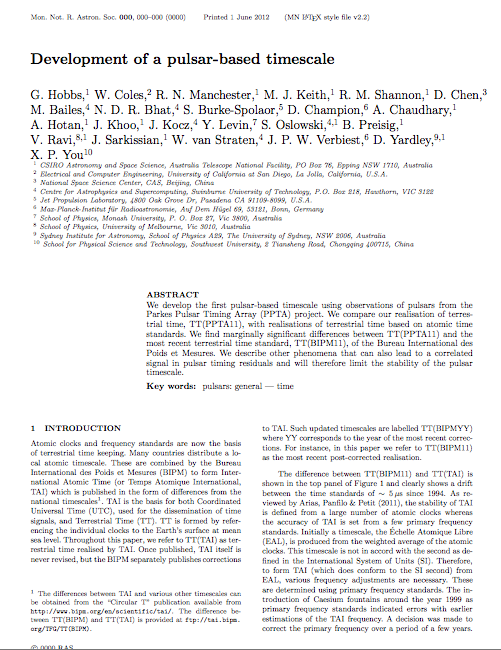 Mon. Not. R. Astron. Soc. 000, 000–000 (0000) Printed 1 June 2012 (MN LATEX style file v2.2)
Development of a pulsar-based timescale
G. Hobbs,1 W. Coles,2 R. N. Manchester,1 M. J. Keith,1 R. M. Shannon,1 D. Chen,3
M. Bailes,4 N. D. R. Bhat,4 S. Burke-Spolaor,5 D. Champion,6 A. Chaudhary,1
A. Hotan,1 J. Khoo,1 J. Kocz,4 Y. Levin,7 S. Oslowski,4,1 B. Preisig,1
V. Ravi,8,1 J. Sarkissian,1 W. van Straten,4 J. P. W. Verbiest,6 D. Yardley,9,1
X. P. You10
1 CSIRO Astronomy and Space Science, Australia Telescope National Facility, PO Box 76, Epping NSW 1710, Australia
2 Electrical and Computer Engineering, University of California at San Diego, La Jolla, California, U.S.A.
3 National Space Science Center, CAS, Beijing, China
4 Centre for Astrophysics and Supercomputing, Swinburne University of Technology, P.O. Box 218, Hawthorn, VIC 3122
5 Jet Propulsion Laboratory, 4800 Oak Grove Dr, Pasadena CA 91109-8099, U.S.A.
6 Max-Planck-Institut für Radioastronomie, Auf Dem Hügel 69, 53121, Bonn, Germany
7 School of Physics, Monash University, P. O. Box 27, Vic 3800, Australia
8 School of Physics, University of Melbourne, Vic 3010, Australia
9 Sydney Institute for Astronomy, School of Physics A29, The University of Sydney, NSW 2006, Australia
10 School for Physical Science and Technology, Southwest University, 2 Tiansheng Road, Chongqing 400715, China
ABSTRACT
We develop the first pulsar-based timescale using observations of pulsars from the
Parkes Pulsar Timing Array (PPTA) project. We compare our realisation of terres-
trial time, TT(PPTA11), with realisations of terrestrial time based on atomic time
standards. We find marginally significant differences between TT(PPTA11) and the
most recent terrestrial time standard, TT(BIPM11), of the Bureau International des
Poids et Mesures. We describe other phenomena that can also lead to a correlated
signal in pulsar timing residuals and will therefore limit the stability of the pulsar
timescale.
Key words: pulsars: general — time
1 INTRODUCTION
Atomic clocks and frequency standards are now the basis
of terrestrial time keeping. Many countries distribute a lo-
cal atomic timescale. These are combined by the Bureau
International des Poids et Mesures (BIPM) to form Inter-
national Atomic Time (or Temps Atomique International,
TAI) which is published in the form of differences from the
national timescales1. TAI is the basis for both Coordinated
Universal Time (UTC), used for the dissemination of time
signals, and Terrestrial Time (TT). TT is formed by refer-
encing the individual clocks to the Earth's surface at mean
sea level. Throughout this paper, we refer to TT(TAI) as ter-
restrial time realised by TAI. Once published, TAI itself is
never revised, but the BIPM separately publishes corrections
1 The differences between TAI and various other timescales can
be obtained from the "Circular T" publication available from
http://www.bipm.org/en/scientific/tai/. The difference be-
tween TT(BIPM) and TT(TAI) is provided at ftp://tai.bipm.
org/TFG/TT(BIPM).
© 0000 RAS
to TAI. Such updated timescales are labelled TT(BIPMYY)
where YY corresponds to the year of the most recent correc-
tions. For instance, in this paper we refer to TT(BIPM11)
as the most recent post-corrected realisation.
The difference between TT(BIPM11) and TT(TAI) is
shown in the top panel of Figure 1 and clearly shows a drift
between the time standards of ∼ 5 μs since 1994. As re-
viewed by Arias, Panfilo & Petit (2011), the stability of TAI
is defined from a large number of atomic clocks whereas
the accuracy of TAI is set from a few primary frequency
standards. Initially a timescale, the Échelle Atomique Libre
(EAL), is produced from the weighted average of the atomic
clocks. This timescale is not in accord with the second as de-
fined in the International System of Units (SI). Therefore,
to form TAI (which does conform to the SI second) from
EAL, various frequency adjustments are necessary. These
are determined using primary frequency standards. The in-
troduction of Caesium fountains around the year 1999 as
primary frequency standards indicated errors with earlier
estimations of the TAI frequency. A decision was made to
correct the primary frequency over a period of a few years.